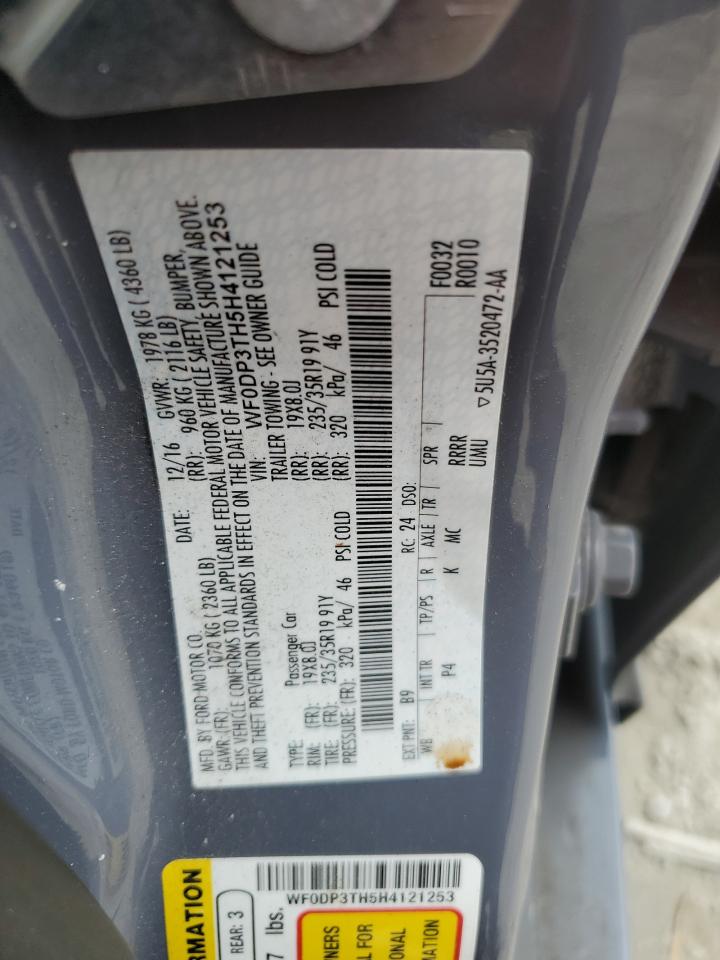 MFD. BY FORD MOTOR CO. DATE: 12/16 GVWR: 1978 KG ( 4360 LB)
GAWR: (FR): 1070 KG ( 2360 LB) (RR): 960 KG ( 2116 LB)
THIS VEHICLE CONFORMS TO ALL APPLICABLE FEDERAL MOTOR VEHICLE SAFETY, BUMPER,
AND THEFT PREVENTION STANDARDS IN EFFECT ON THE DATE OF MANUFACTURE SHOWN ABOVE.
VIN: WF0DP3TH5H4121253
TYPE: Passenger Car TRAILER TOWING - SEE OWNER GUIDE
RIM: (FR): 19X8.0J (RR): 19X8.0J
TIRE: (FR): 235/35R19 91Y (RR): 235/35R19 91Y
PRESSURE: (FR): 320 kPa/ 46 PSI COLD (RR): 320 kPa/ 46 PSI COLD
EXT PNT: B9 RC: 24 DSO: F0032
R0010
WB INT TR TP/PS R AXLE TR SPR
P4 K MC RRRR
UMU
▽ 5U5A-3520472-AA
RMATION
REAR: 3
7 lbs.
WF0DP3TH5H4121253
NERS
L FOR
ONAL
MATION